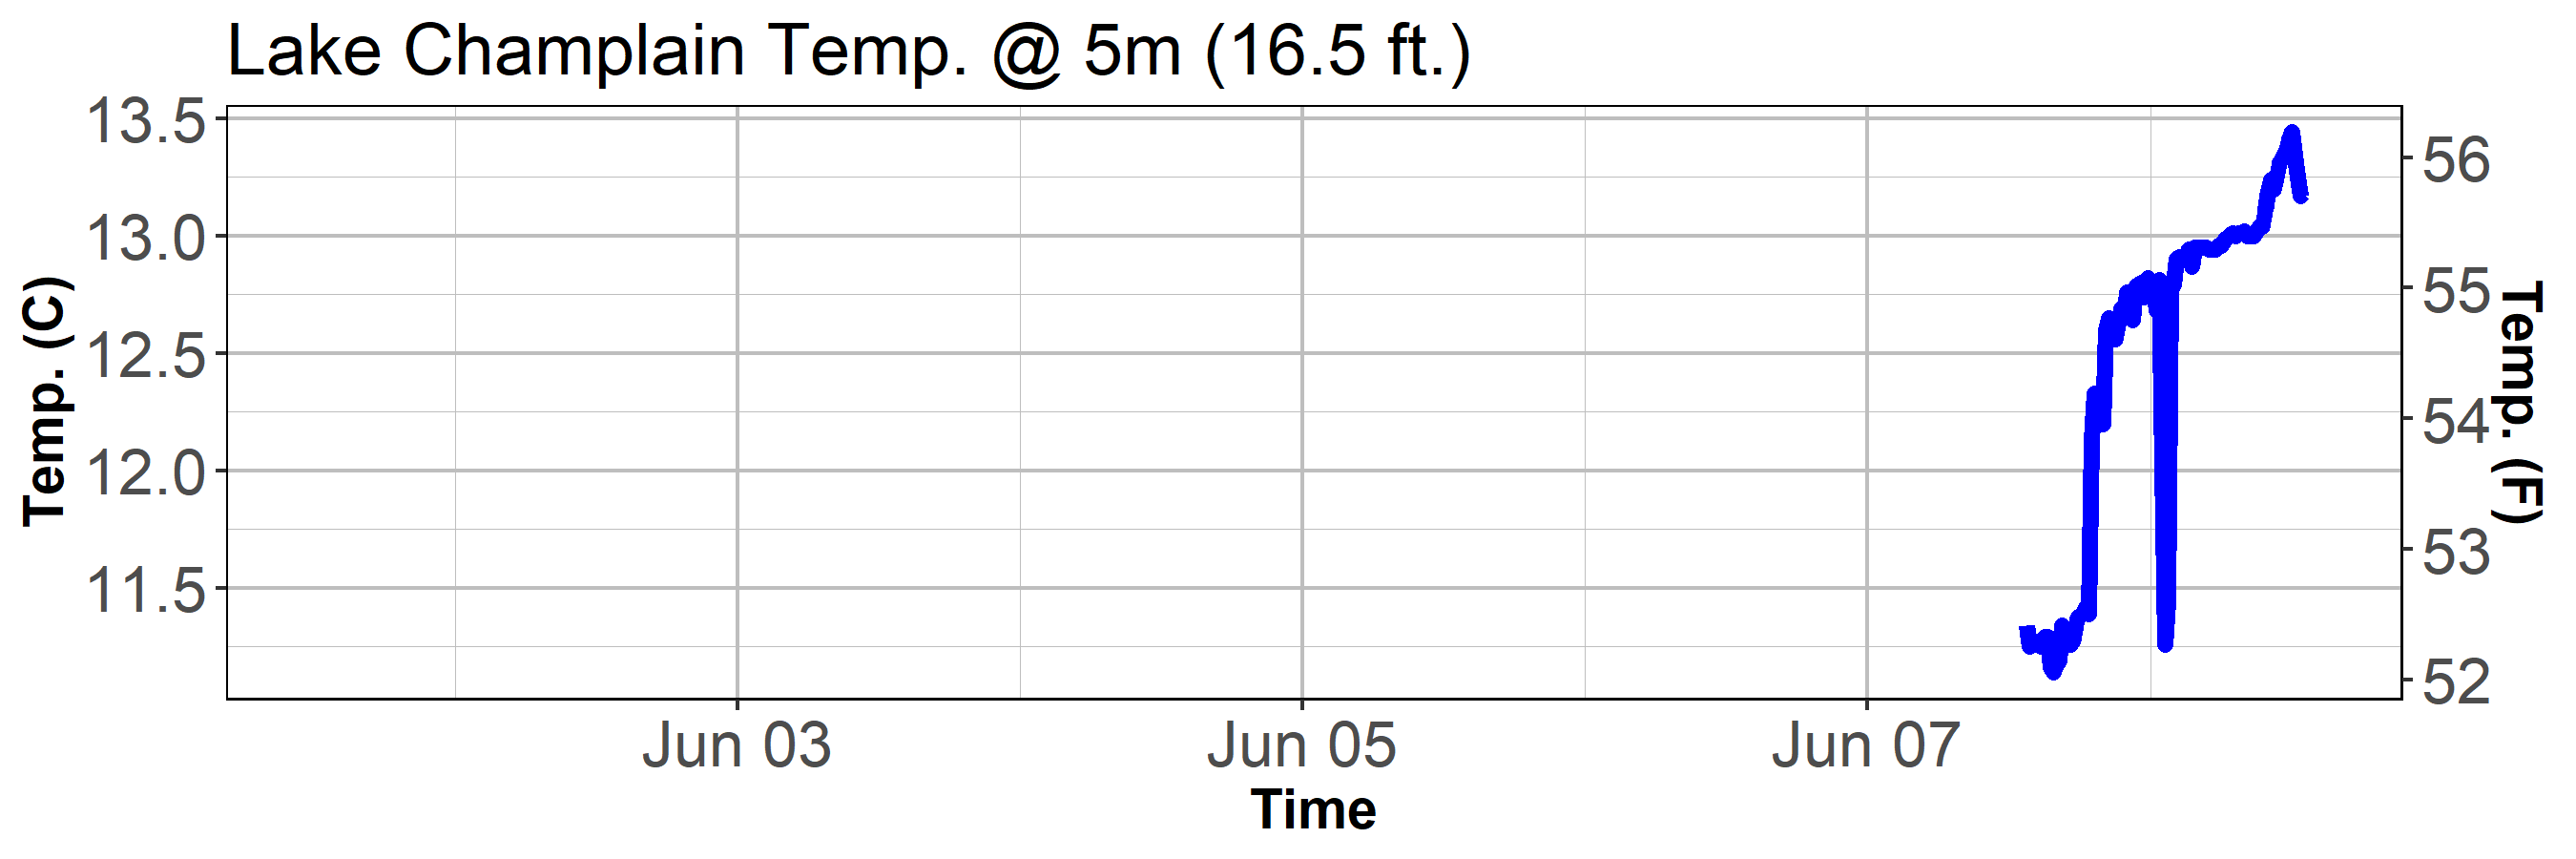 Lake Champlain Temp. @ 5m (16.5 ft.)
Temp. (C)
13.5
13.0
12.5
12.0
11.5
56
55
54
53
52
Temp. (F)
Jun 03
Jun 05
Jun 07
Time